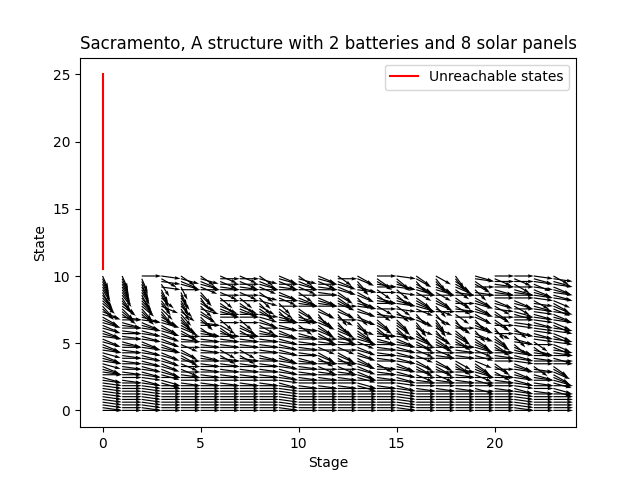 Sacramento, A structure with 2 batteries and 8 solar panels
Unreachable states
25
20
15
10
5
0
State
0 5 10 15 20
Stage